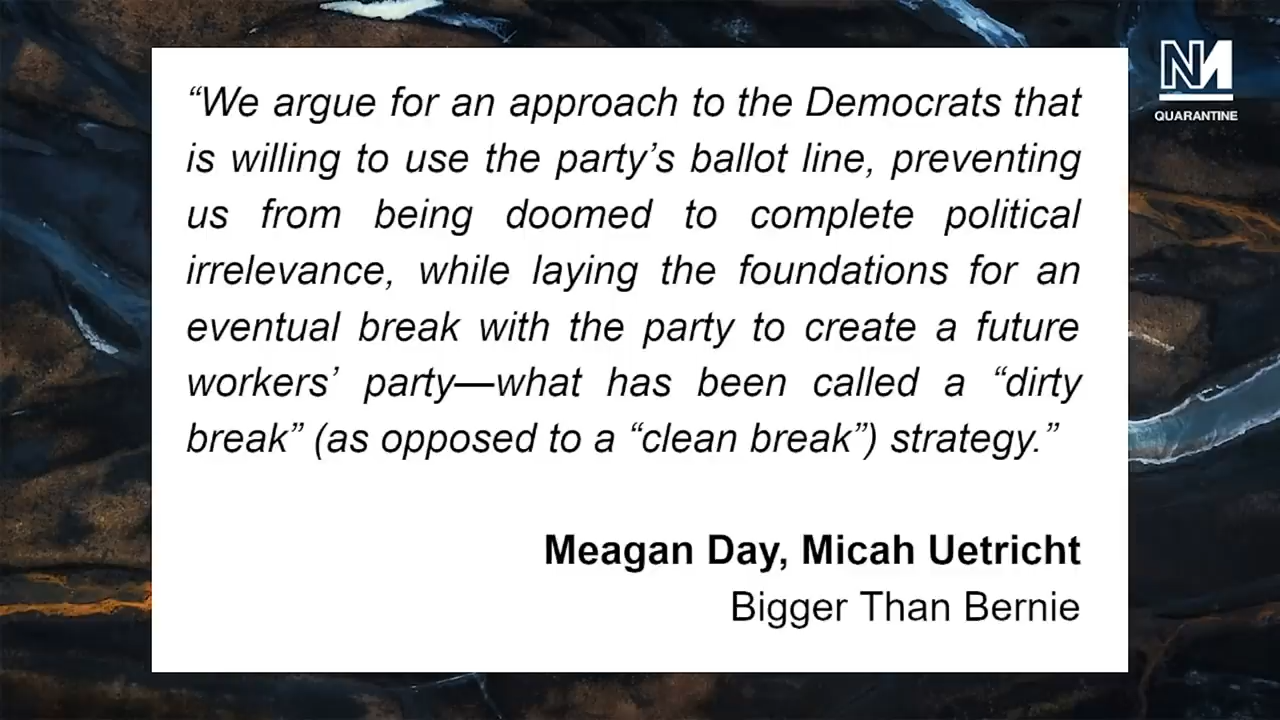 “We argue for an approach to the Democrats that
is willing to use the party’s ballot line, preventing
us from being doomed to complete political
irrelevance, while laying the foundations for an
eventual break with the party to create a future
workers’ party—what has been called a “dirty
break” (as opposed to a “clean break”) strategy.”
Meagan Day, Micah Uetricht
Bigger Than Bernie
NM
QUARANTINE